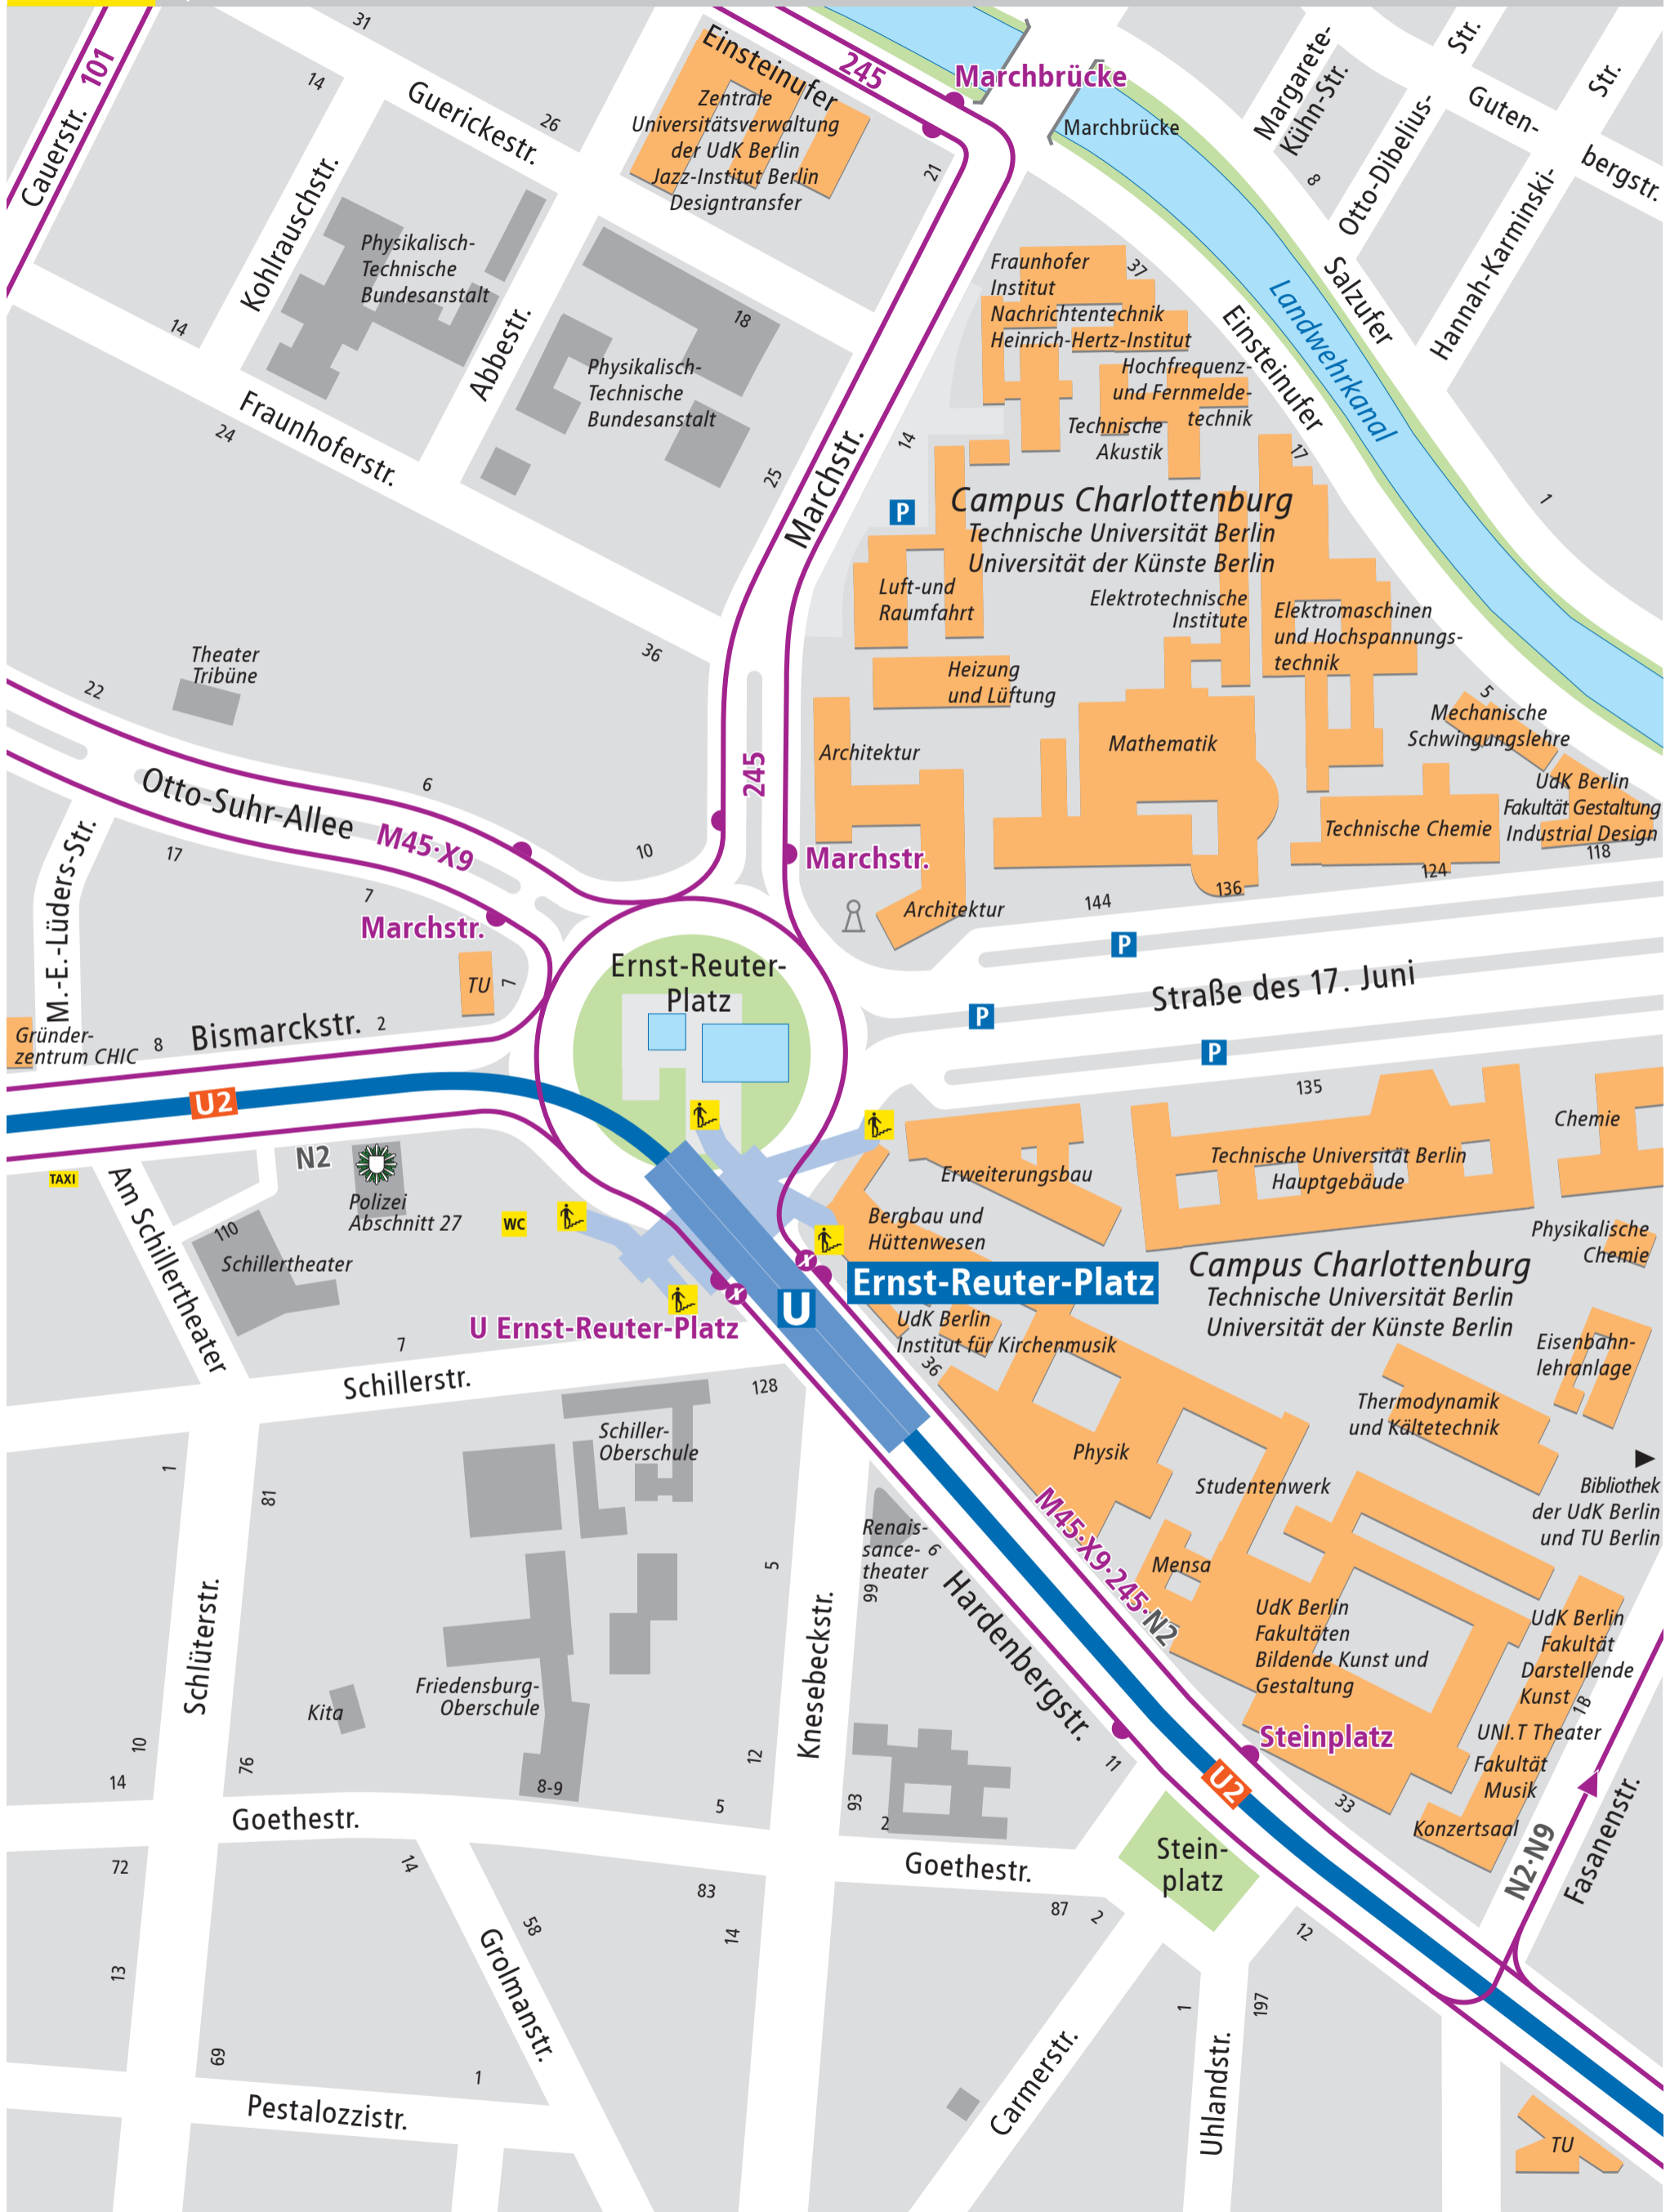 31
101
14
Cauerstr.
Guerickestr.
26
Kohlrauschstr.
Einsteinufer
Zentrale
Universitätsverwaltung
der UdK Berlin
Jazz-Institut Berlin
Designtransfer
245
Marchbrücke
Marchbrücke
21
Margarete-
Kühn-Str.
8
Str.
Otto-Dibelius-
Guten-
bergstr.
Str.
Hannah-Karminski-
Salzufer
Landwehrkanal
Einsteinufer
1
Physikalisch-
Technische
Bundesanstalt
14
Abbestr.
18
Physikalisch-
Technische
Bundesanstalt
Fraunhoferstr.
24
25
Marchstr.
14
Fraunhofer
Institut
Nachrichtentechnik
Heinrich-Hertz-Institut
37
Hochfrequenz-
und Fernmelde-
technik
Technische
Akustik
17
P
Campus Charlottenburg
Technische Universität Berlin
Universität der Künste Berlin
Luft-und
Raumfahrt
Elektrotechnische
Institute
Elektromaschinen
und Hochspannungs-
technik
Heizung
und Lüftung
5
Mechanische
Schwingungslehre
Architektur
Mathematik
UdK Berlin
Fakultät Gestaltung
Industrial Design
118
Technische Chemie
124
136
144
Architektur
Theater
Tribüne
36
22
6
Otto-Suhr-Allee
M45·X9
245
10
Marchstr.
17
7
Marchstr.
M.-E.-Lüders-Str.
TU
7
Ernst-Reuter-
Platz
P
Straße des 17. Juni
P
P
135
Gründer-
zentrum CHIC
8
Bismarckstr.
2
U2
N2
TAXI
Polizei
Abschnitt 27
WC
Am Schillertheater
110
Schillertheater
7
U Ernst-Reuter-Platz
x
x
U
Ernst-Reuter-Platz
Erweiterungsbau
Bergbau und
Hüttenwesen
Technische Universität Berlin
Hauptgebäude
Chemie
Physikalische
Chemie
Campus Charlottenburg
Technische Universität Berlin
Universität der Künste Berlin
UdK Berlin
Institut für Kirchenmusik
36
Eisenbahn-
lehranlage
Thermodynamik
und Kältetechnik
Physik
Studentenwerk
Bibliothek
der UdK Berlin
und TU Berlin
Schillerstr.
128
Schiller-
Oberschule
1
81
Schlüterstr.
5
Renais-
sance-
theater
6
99
Knesebeckstr.
Hardenbergstr.
M45·X9·245·N2
Mensa
UdK Berlin
Fakultäten
Bildende Kunst und
Gestaltung
UdK Berlin
Fakultät
Darstellende
Kunst
1B
UNI.T Theater
Fakultät
Musik
Konzertsaal
Steinplatz
33
U2
11
Kita
Friedensburg-
Oberschule
10
14
76
8-9
12
5
93
2
Goethestr.
Goethestr.
Stein-
platz
N2·N9
Fasanenstr.
72
14
83
87
2
12
58
14
13
Grolmanstr.
1
197
69
1
Pestalozzistr.
Carmerstr.
Uhlandstr.
TU